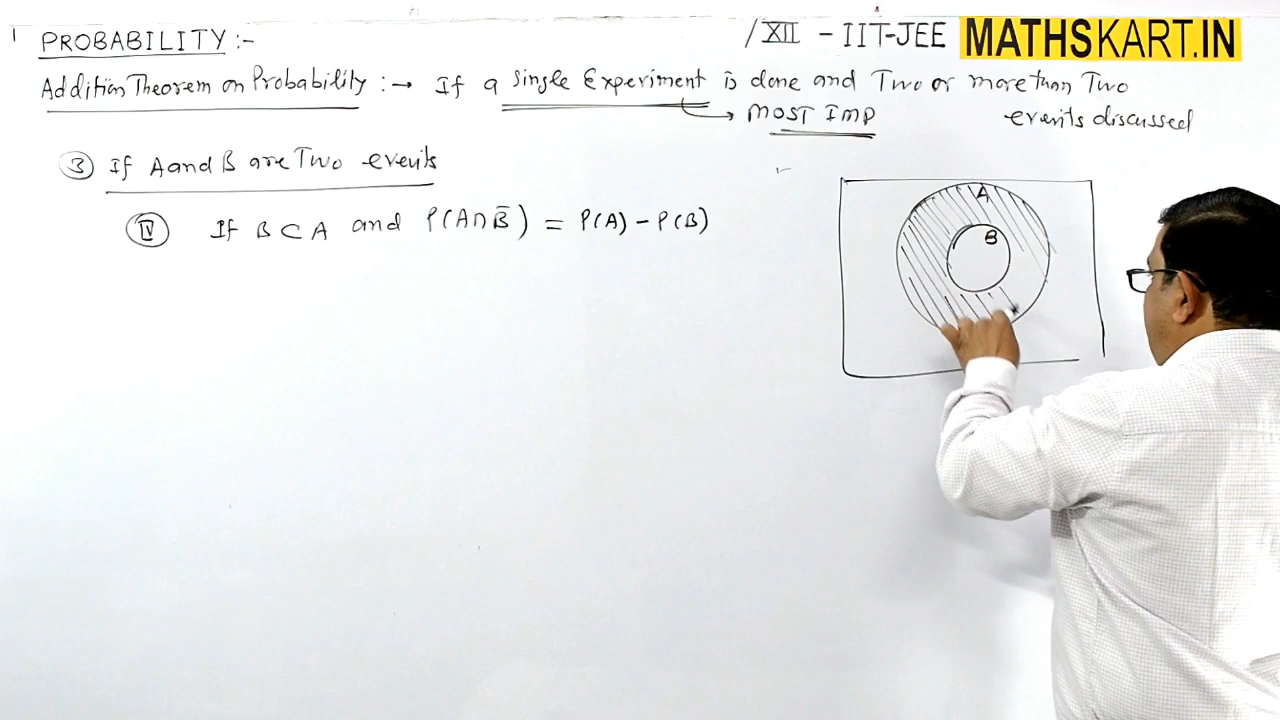 PROBABILITY :-
/XII - IIT-JEE MATHSKART.IN
Addition Theorem on Probability :→ If a single Experiment is done and Two or more than Two
→ MOST IMP events discussed
③ If A and B are Two events
Ⓘⓥ If B ⊂ A and P(A∩B̅) = P(A) - P(B)
A
B